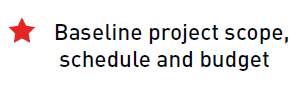 Baseline project scope,
schedule and budget